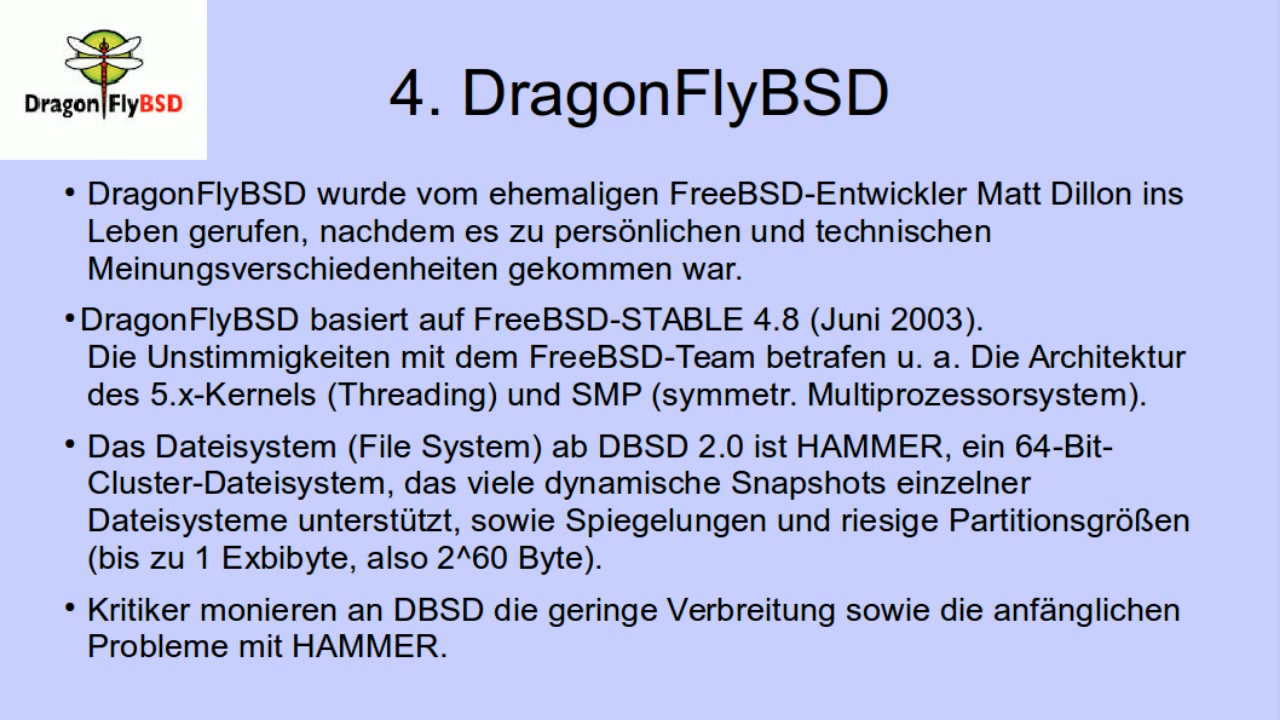 DragonFlyBSD
4. DragonFlyBSD
• DragonFlyBSD wurde vom ehemaligen FreeBSD-Entwickler Matt Dillon ins
Leben gerufen, nachdem es zu persönlichen und technischen
Meinungsverschiedenheiten gekommen war.
• DragonFlyBSD basiert auf FreeBSD-STABLE 4.8 (Juni 2003).
Die Unstimmigkeiten mit dem FreeBSD-Team betrafen u. a. Die Architektur
des 5.x-Kernels (Threading) und SMP (symmetr. Multiprozessorsystem).
• Das Dateisystem (File System) ab DBSD 2.0 ist HAMMER, ein 64-Bit-
Cluster-Dateisystem, das viele dynamische Snapshots einzelner
Dateisysteme unterstützt, sowie Spiegelungen und riesige Partitionsgrößen
(bis zu 1 Exbibyte, also 2^60 Byte).
• Kritiker monieren an DBSD die geringe Verbreitung sowie die anfänglichen
Probleme mit HAMMER.